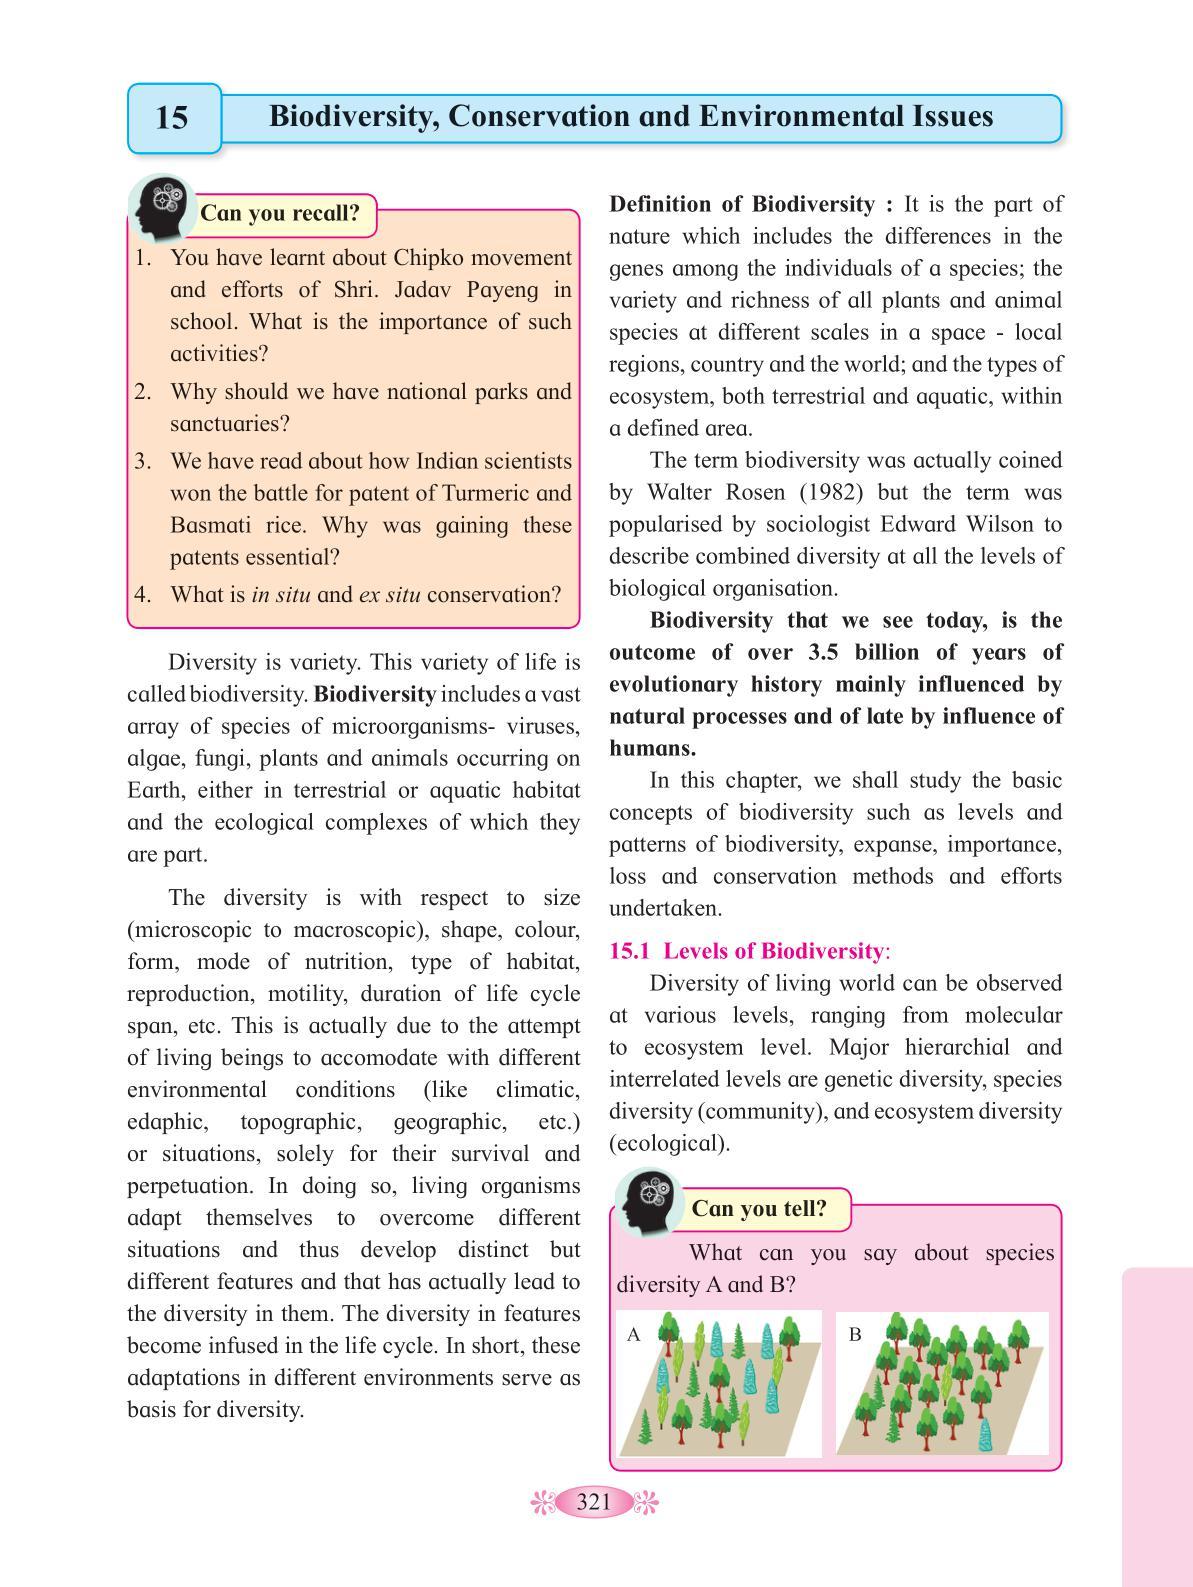 15
Biodiversity, Conservation and Environmental Issues
Can you recall?
1. You have learnt about Chipko movement
and efforts of Shri. Jadav Payeng in
school. What is the importance of such
activities?
2. Why should we have national parks and
sanctuaries?
3. We have read about how Indian scientists
won the battle for patent of Turmeric and
Basmati rice. Why was gaining these
patents essential?
4. What is in situ and ex situ conservation?
Diversity is variety. This variety of life is
called biodiversity. Biodiversity includes a vast
array of species of microorganisms- viruses,
algae, fungi, plants and animals occurring on
Earth, either in terrestrial or aquatic habitat
and the ecological complexes of which they
are part.
The diversity is with respect to size
(microscopic to macroscopic), shape, colour,
form, mode of nutrition, type of habitat,
reproduction, motility, duration of life cycle
span, etc. This is actually due to the attempt
of living beings to accomodate with different
environmental conditions (like climatic,
edaphic, topographic, geographic, etc.)
or situations, solely for their survival and
perpetuation. In doing so, living organisms
adapt themselves to overcome different
situations and thus develop distinct but
different features and that has actually lead to
the diversity in them. The diversity in features
become infused in the life cycle. In short, these
adaptations in different environments serve as
basis for diversity.
Definition of Biodiversity : It is the part of
nature which includes the differences in the
genes among the individuals of a species; the
variety and richness of all plants and animal
species at different scales in a space - local
regions, country and the world; and the types of
ecosystem, both terrestrial and aquatic, within
a defined area.
The term biodiversity was actually coined
by Walter Rosen (1982) but the term was
popularised by sociologist Edward Wilson to
describe combined diversity at all the levels of
biological organisation.
Biodiversity that we see today, is the
outcome of over 3.5 billion of years of
evolutionary history mainly influenced by
natural processes and of late by influence of
humans.
In this chapter, we shall study the basic
concepts of biodiversity such as levels and
patterns of biodiversity, expanse, importance,
loss and conservation methods and efforts
undertaken.
15.1 Levels of Biodiversity:
Diversity of living world can be observed
at various levels, ranging from molecular
to ecosystem level. Major hierarchial and
interrelated levels are genetic diversity, species
diversity (community), and ecosystem diversity
(ecological).
Can you tell?
What can you say about species
diversity A and B?
A
B
321